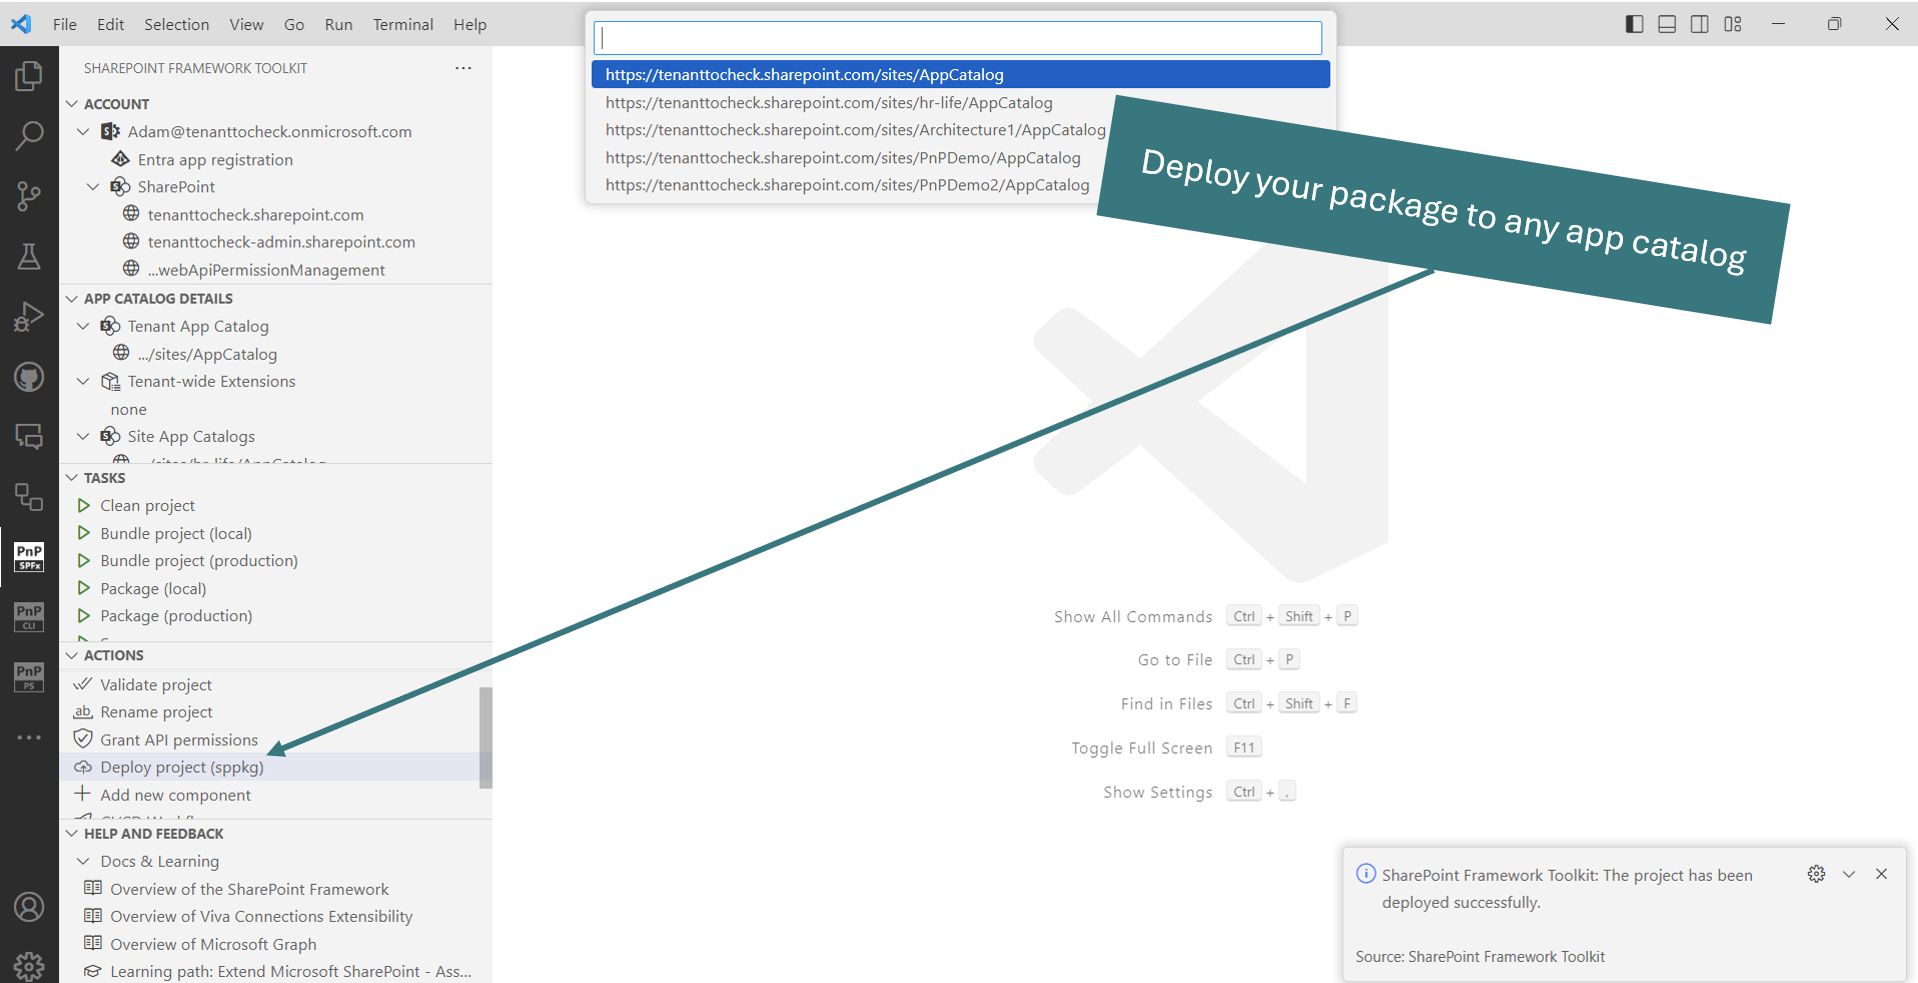 File Edit Selection View Go Run Terminal Help
https://tenanttocheck.sharepoint.com/sites/AppCatalog
https://tenanttocheck.sharepoint.com/sites/hr-life/AppCatalog
https://tenanttocheck.sharepoint.com/sites/Architecture1/AppCatalog
https://tenanttocheck.sharepoint.com/sites/PnPDemo/AppCatalog
https://tenanttocheck.sharepoint.com/sites/PnPDemo2/AppCatalog
Deploy your package to any app catalog
SHAREPOINT FRAMEWORK TOOLKIT
ACCOUNT
Adam@tenanttocheck.onmicrosoft.com
Entra app registration
SharePoint
tenanttocheck.sharepoint.com
tenanttocheck-admin.sharepoint.com
...webApiPermissionManagement
APP CATALOG DETAILS
Tenant App Catalog
.../sites/AppCatalog
Tenant-wide Extensions
none
Site App Catalogs
TASKS
Clean project
Bundle project (local)
Bundle project (production)
Package (local)
Package (production)
ACTIONS
Validate project
Rename project
Grant API permissions
Deploy project (sppkg)
Add new component
HELP AND FEEDBACK
Docs & Learning
Overview of the SharePoint Framework
Overview of Viva Connections Extensibility
Overview of Microsoft Graph
Learning path: Extend Microsoft SharePoint - Ass...
PnP
SPFx
PnP
CLI
PnP
PS
Show All Commands Ctrl + Shift + P
Go to File Ctrl + P
Find in Files Ctrl + Shift + F
Toggle Full Screen F11
Show Settings Ctrl + ,
SharePoint Framework Toolkit: The project has been
deployed successfully.
Source: SharePoint Framework Toolkit